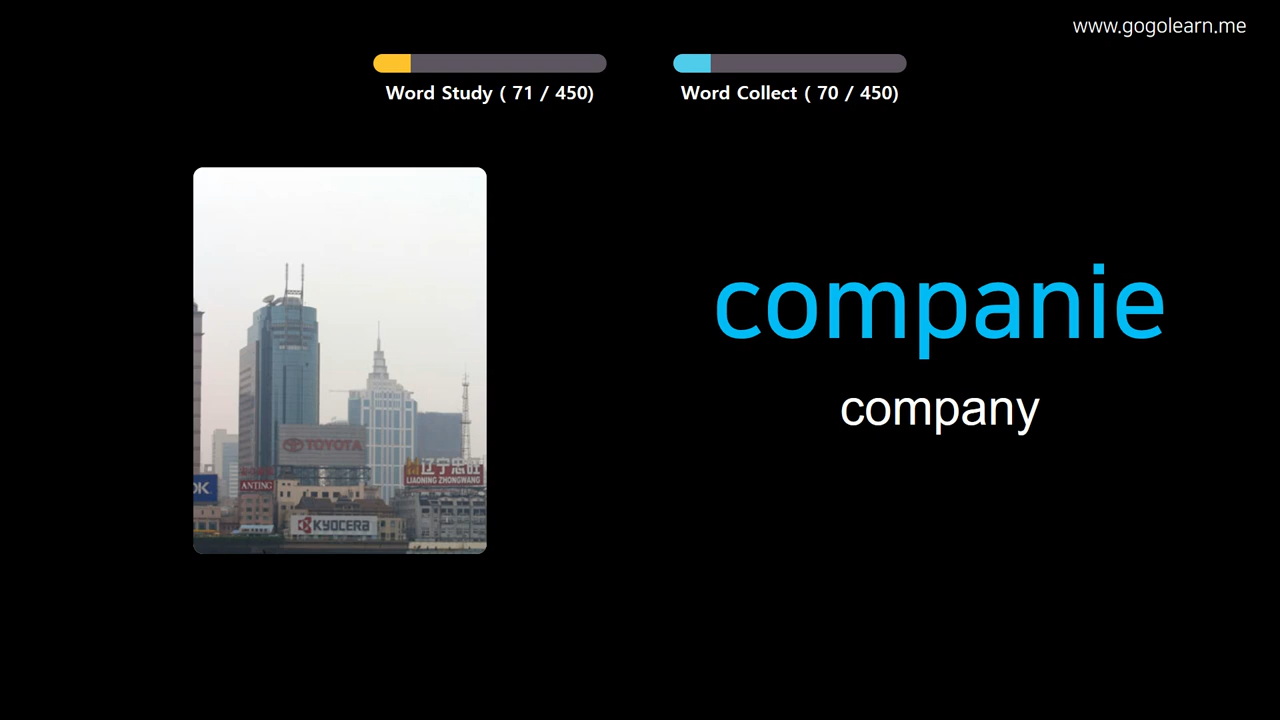 www.gogolearn.me
Word Study ( 71 / 450)
Word Collect ( 70 / 450)
companie
company
TOYOTA
辽宁忠旺
LIAONING ZHONGWANG
OK
ANTING
KYOCERA